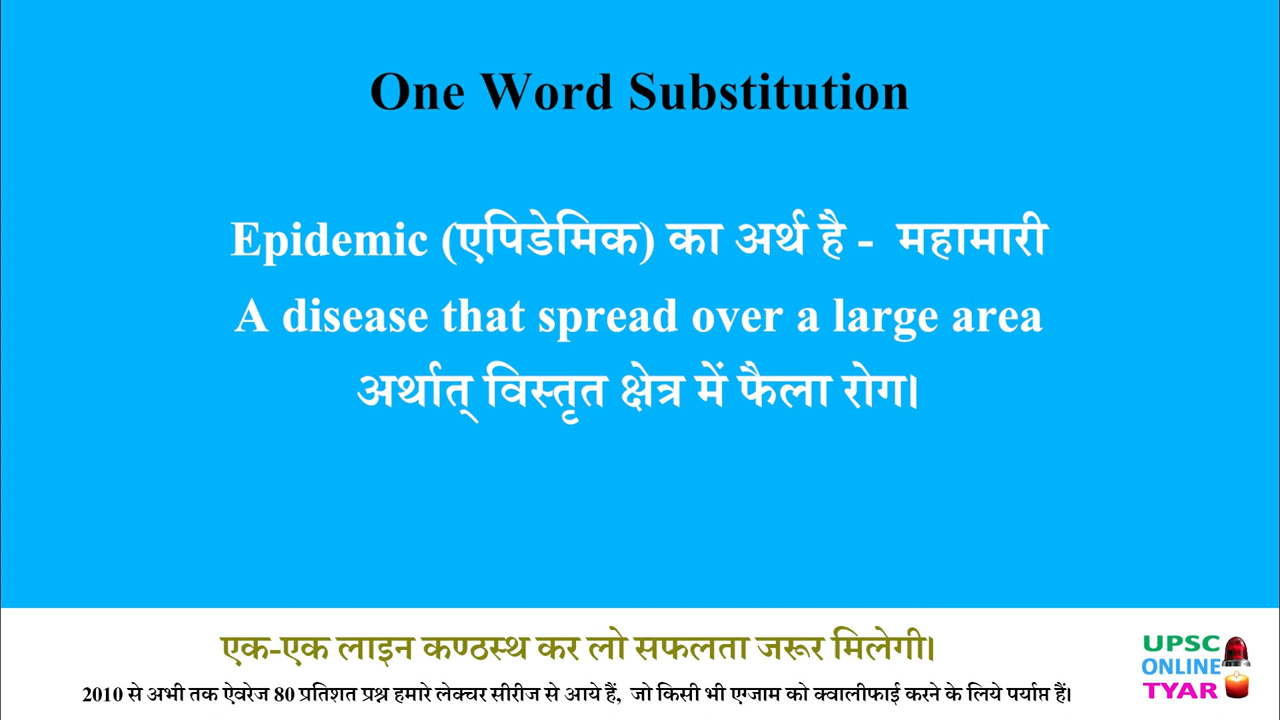 One Word Substitution
Epidemic (एपिडेमिक) का अर्थ है - महामारी
A disease that spread over a large area
अर्थात् विस्तृत क्षेत्र में फैला रोग।
एक-एक लाइन कण्ठस्थ कर लो सफलता जरूर मिलेगी।
2010 से अभी तक ऐवरेज 80 प्रतिशत प्रश्न हमारे लेक्चर सीरीज से आये हैं, जो किसी भी एग्जाम को क्वालीफाई करने के लिये पर्याप्त हैं।
UPSC
ONLINE
TYAR